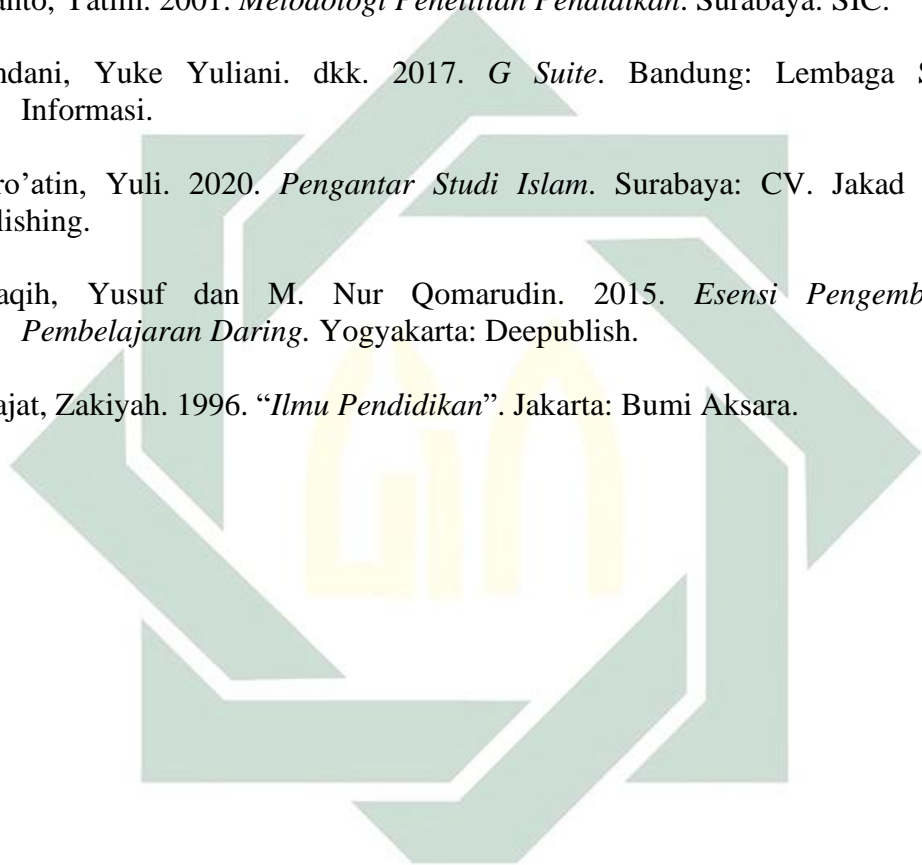 anto, Yatim. 2001. Metodologi Penelitian Pendidikan. Surabaya: SIC.
ndani, Yuke Yuliani. dkk. 2017. G Suite. Bandung: Lembaga S
Informasi.
ro’atin, Yuli. 2020. Pengantar Studi Islam. Surabaya: CV. Jakad
lishing.
aqih, Yusuf dan M. Nur Qomarudin. 2015. Esensi Pengemb
Pembelajaran Daring. Yogyakarta: Deepublish.
ajat, Zakiyah. 1996. “Ilmu Pendidikan”. Jakarta: Bumi Aksara.